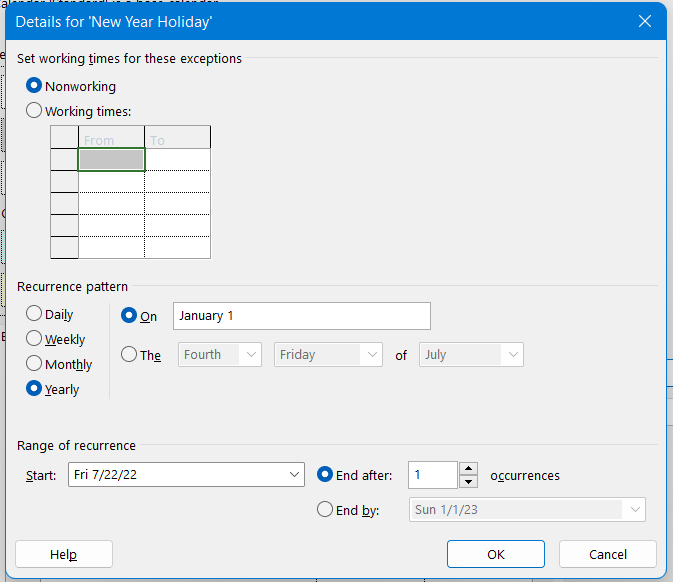 Details for 'New Year Holiday'
Set working times for these exceptions
Nonworking
Working times:
From To
Recurrence pattern
Daily
Weekly
Monthly
Yearly
On January 1
The Fourth Friday of July
Range of recurrence
Start: Fri 7/22/22 End after: 1 occurrences
End by: Sun 1/1/23
Help OK Cancel